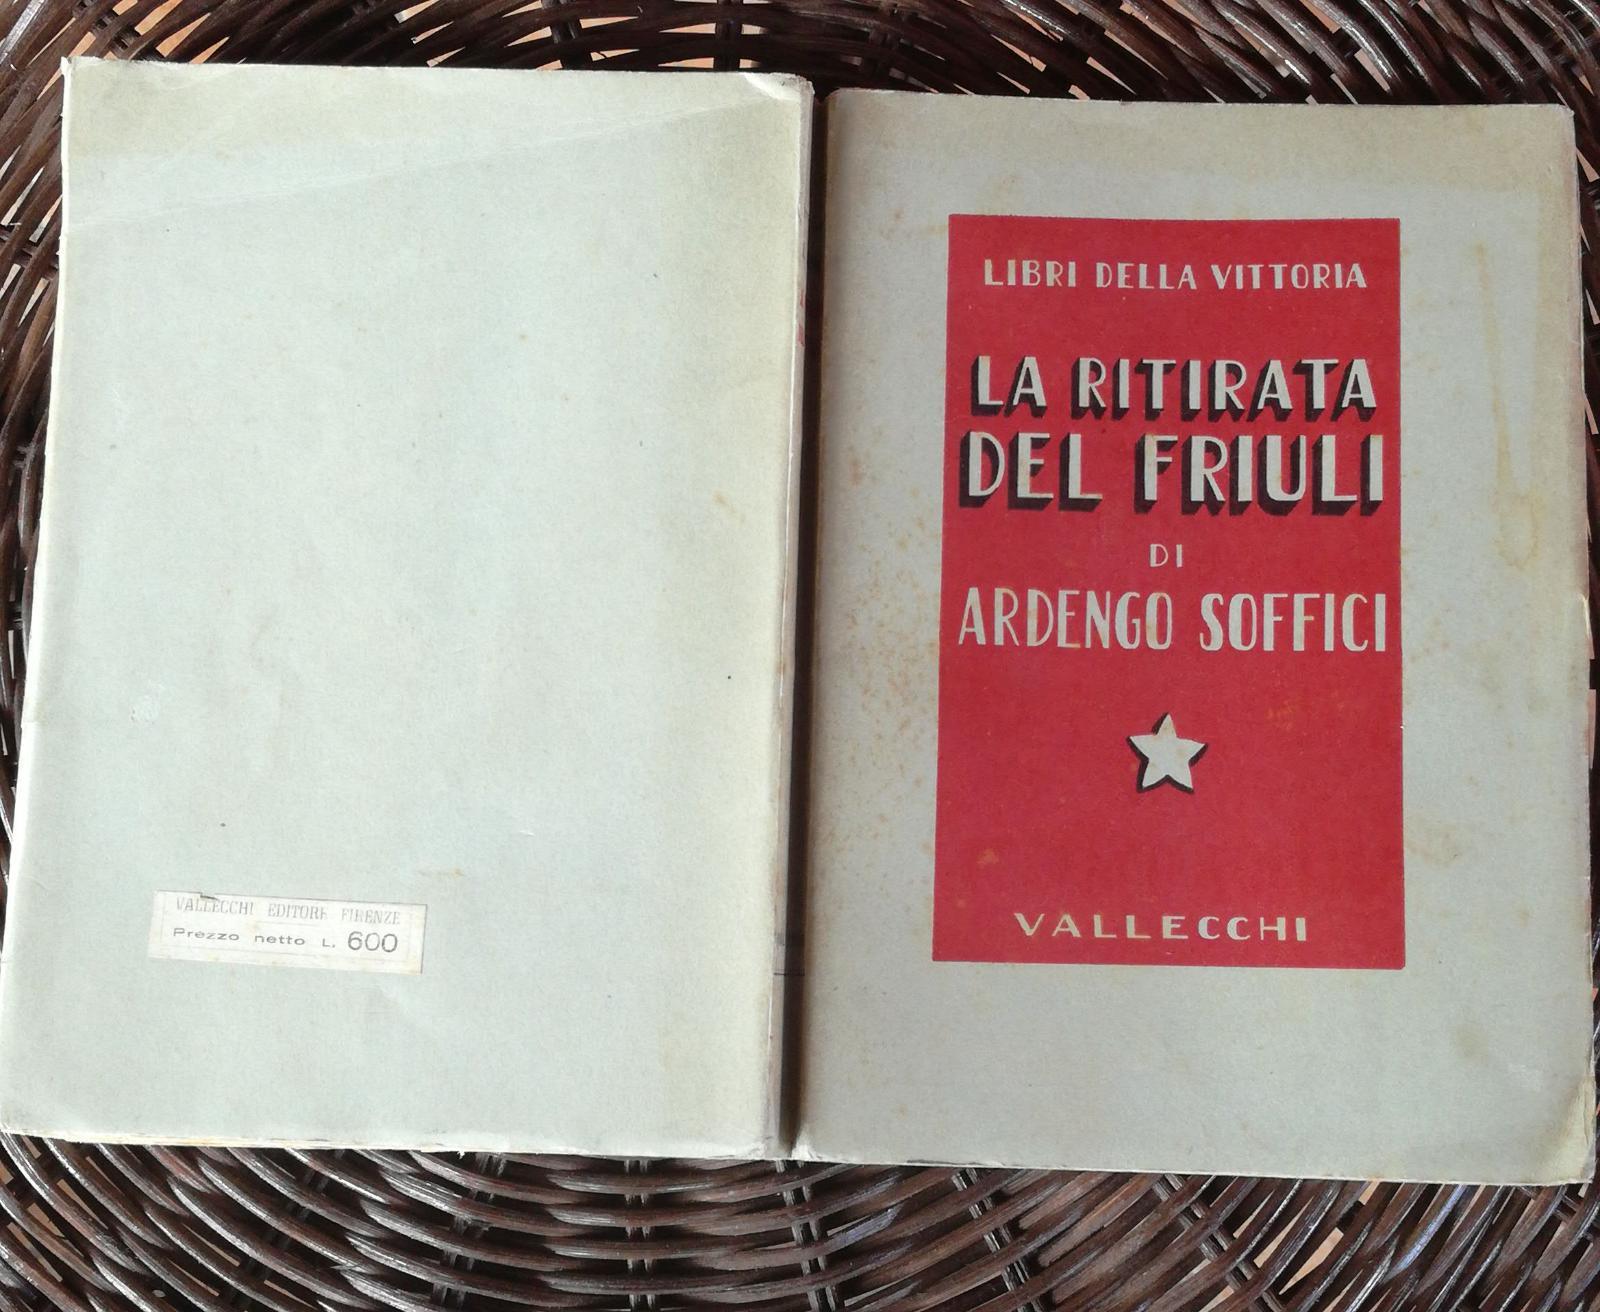 VALLECCHI EDITORE FIRENZE
Prezzo netto L. 600
LIBRI DELLA VITTORIA
LA RITIRATA
DEL FRIULI
DI
ARDENGO SOFFICI
VALLECCHI